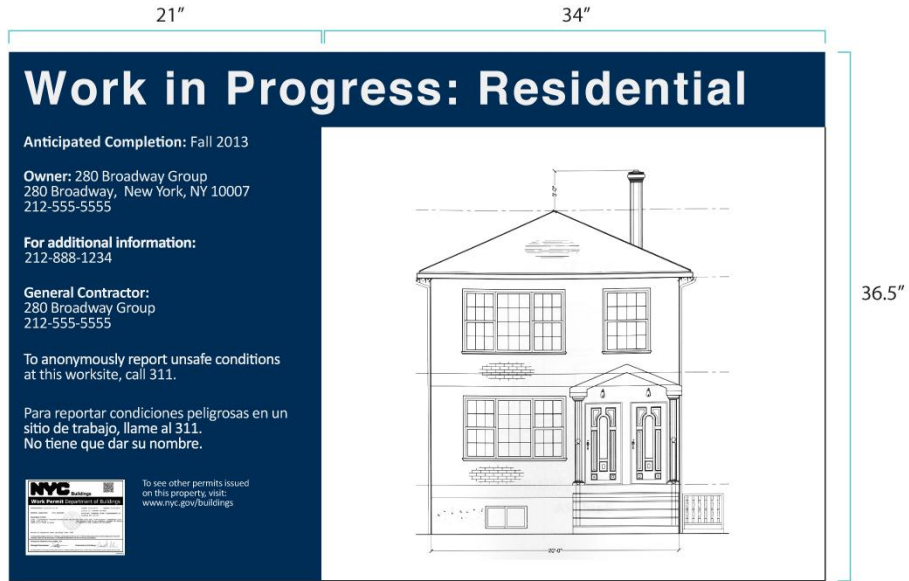 21”
34”
Work in Progress: Residential
Anticipated Completion: Fall 2013
Owner: 280 Broadway Group
280 Broadway, New York, NY 10007
212-555-5555
For additional information:
212-888-1234
General Contractor:
280 Broadway Group
212-555-5555
To anonymously report unsafe conditions
at this worksite, call 311.
Para reportar condiciones peligrosas en un
sitio de trabajo, llame al 311.
No tiene que dar su nombre.
NYC Buildings
Work Permit Department of Buildings
To see other permits issued
on this property, visit:
www.nyc.gov/buildings
20'-0"
36.5”